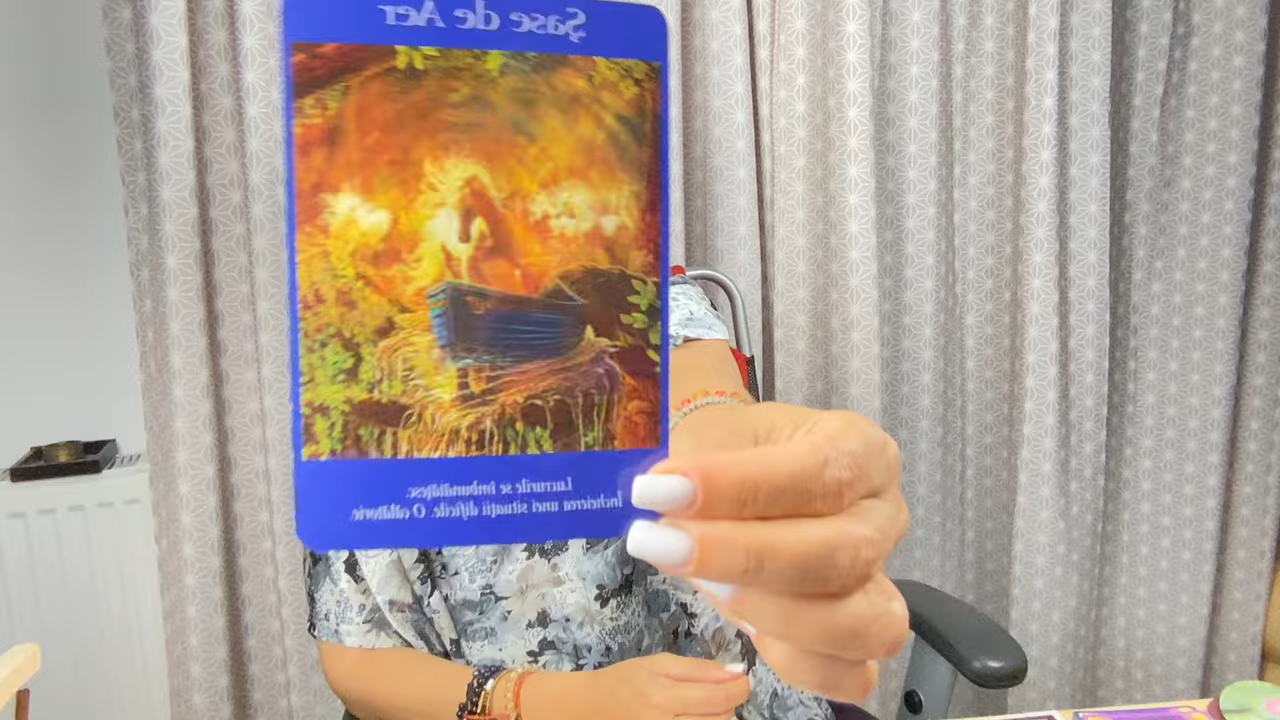 Șase de Aer
Lucrurile se îmbunătățesc.
Încheierea unei situații dificile. O călătorie.